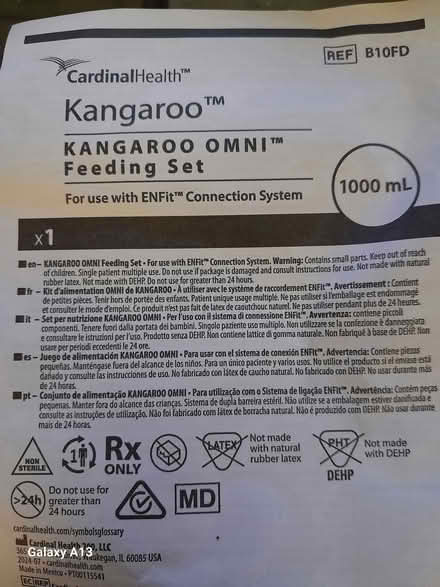 REF B10FD
CardinalHealth™
Kangaroo™
KANGAROO OMNI™
Feeding Set
For use with ENFit™ Connection System
1000 mL
x1
en – KANGAROO OMNI Feeding Set • For use with ENFit™ Connection System. Warning: Contains small parts. Keep out of reach
of children. Single patient multiple use. Do not use if package is damaged and consult instructions for use. Not made with natural
rubber latex. Not made with DEHP. Do not use for greater than 24 hours.
fr – Kit d'alimentation OMNI de KANGAROO • À utiliser avec le système de raccordement ENFit™. Avertissement : Contient
de petites pièces. Tenir hors de portée des enfants. Patient unique usage multiple. Ne pas utiliser si l'emballage est endommagé
et consulter le mode d'emploi. Ce produit n'est pas fait de latex de caoutchouc naturel. Ne pas utiliser pendant plus de 24 heures.
it – Set per nutrizione KANGAROO OMNI • Per l'uso con il sistema di connessione ENFit™. Avvertenza: contiene piccoli
componenti. Tenere fuori dalla portata dei bambini. Singolo paziente uso multiplo. Non utilizzare se la confezione è danneggiata
e consultare le istruzioni per l'uso. Prodotto senza DEHP. Non contiene lattice di gomma naturale. Non fabbriqué à base de DEHP. Non
usare per periodi eccedenti le 24 ore.
es – Juego de alimentación KANGAROO OMNI • Para usar con el sistema de conexión ENFit™. Advertencia: Contiene piezas
pequeñas. Manténgase fuera del alcance de los niños. Para un único paciente y varios usos. No utilice el producto si el envase está
dañado y consulte las instrucciones de uso. No fabricado con látex de caucho natural. No fabricado con DEHP. No usar durante más
de 24 horas.
pt – Conjunto de alimentação KANGAROO OMNI • Para utilização com o Sistema de ligação ENFit™. Advertência: Contém peças
pequenas. Manter fora do alcance das crianças. Sistema de dupla barreira estéril. Não utilize se a embalagem estiver danificada e
consulte as instruções de utilização. Não foi fabricado com látex de borracha natural. Não é produzido com DEHP. Não usar durante
mais de 24 horas.
NON
STERILE
1
Rx
ONLY
LATEX
Not made
with natural
rubber latex
PHT
DEHP
Not made
with DEHP
>24h
Do not use for
greater than
24 hours
MD
cardinalhealth.com/symbolsglossary
Cardinal Health 200, LLC
365
Waukegan, IL 60085 USA
2024-07 • cardinalhealth.com
Made in Mexico • PT00115541
EC REP
Galaxy A13